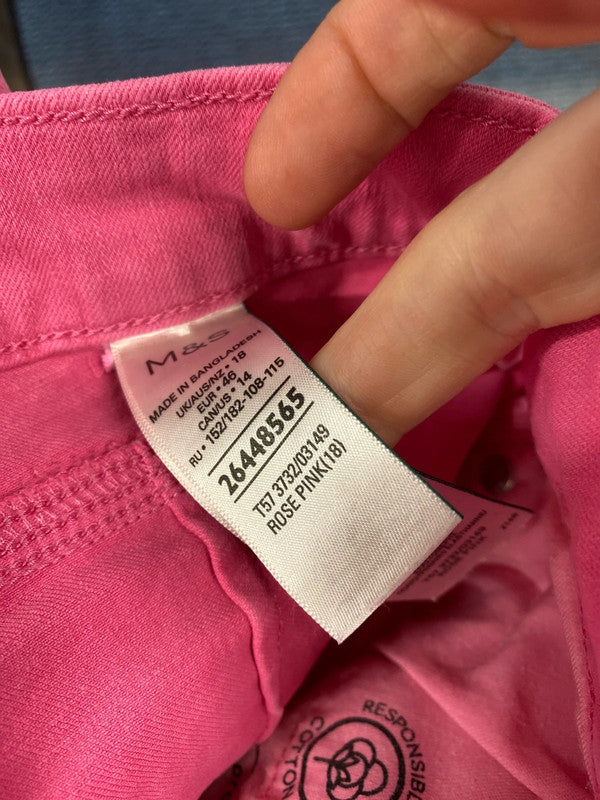 M&S
MADE IN BANGLADESH
UK/AUS/NZ • 18
EUR • 46
CAN/US • 14
RU • 152/182-108-115
26448565
T57 3732/03149
ROSE PINK(18)
RESPONSIBL
COTTON